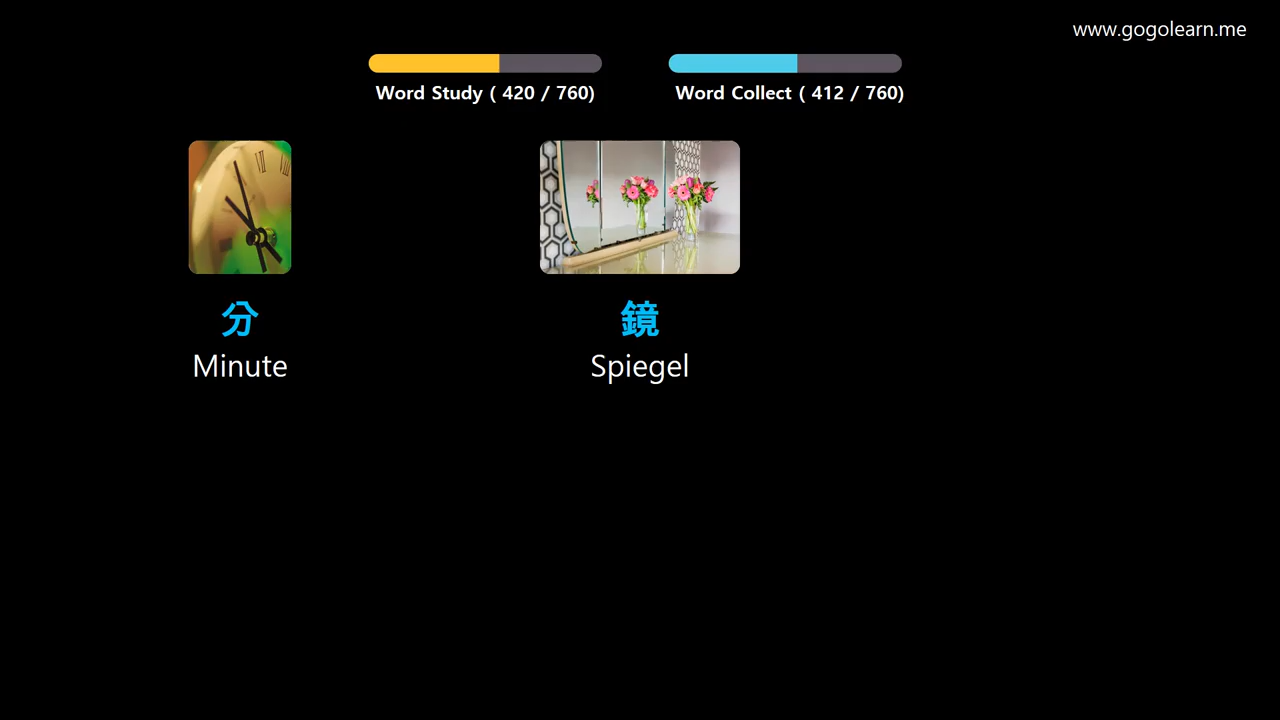 www.gogolearn.me
Word Study ( 420 / 760)
Word Collect ( 412 / 760)
分
Minute
鏡
Spiegel